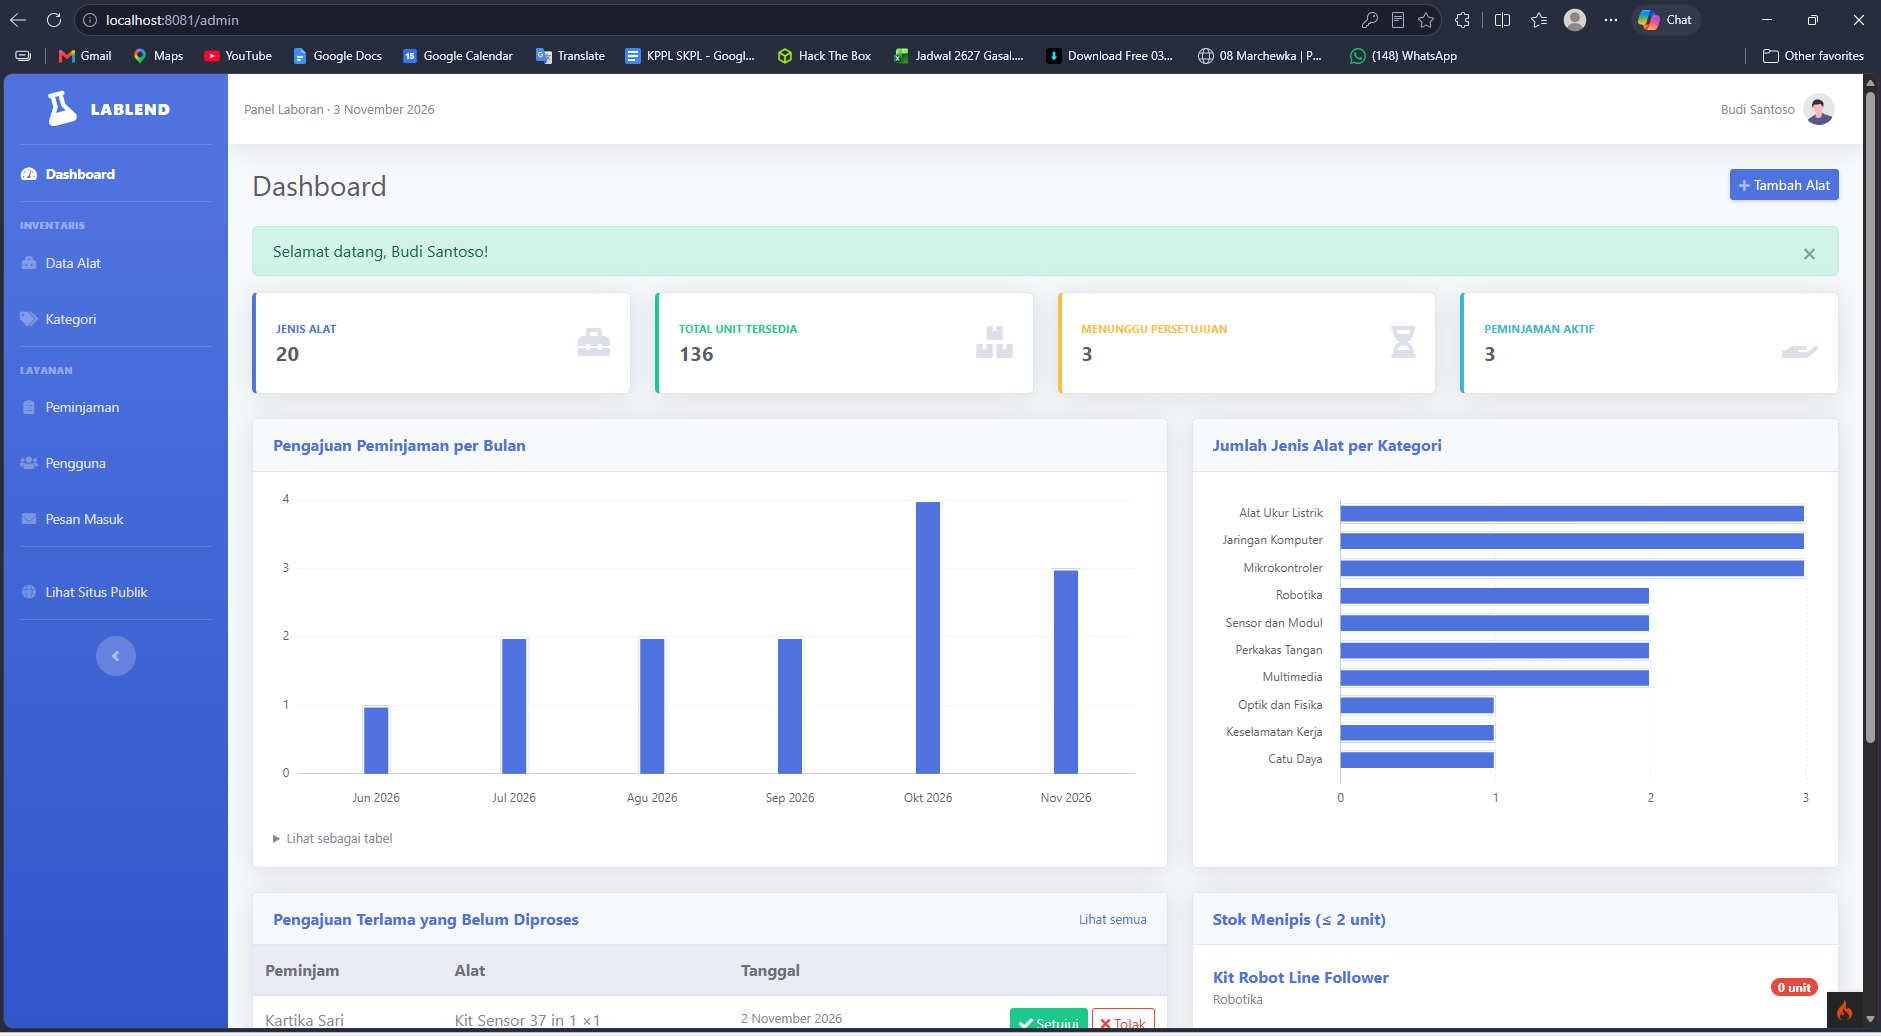 localhost:8081/admin
Chat
Gmail
Maps
YouTube
Google Docs
15
Google Calendar
Translate
KPPL SKPL - Googl...
Hack The Box
Jadwal 2627 Gasal....
Download Free 03...
08 Marchewka | P...
(148) WhatsApp
Other favorites
LABLEND
Panel Laboran · 3 November 2026
Budi Santoso
Dashboard
INVENTARIS
Data Alat
Kategori
LAYANAN
Peminjaman
Pengguna
Pesan Masuk
Lihat Situs Publik
Dashboard
+ Tambah Alat
Selamat datang, Budi Santoso!
×
JENIS ALAT
20
TOTAL UNIT TERSEDIA
136
MENUNGGU PERSETUJUAN
3
PEMINJAMAN AKTIF
3
Pengajuan Peminjaman per Bulan
4
3
2
1
0
Jun 2026
Jul 2026
Agu 2026
Sep 2026
Okt 2026
Nov 2026
Lihat sebagai tabel
Jumlah Jenis Alat per Kategori
Alat Ukur Listrik
Jaringan Komputer
Mikrokontroler
Robotika
Sensor dan Modul
Perkakas Tangan
Multimedia
Optik dan Fisika
Keselamatan Kerja
Catu Daya
0
1
2
3
Pengajuan Terlama yang Belum Diproses
Lihat semua
Peminjam
Alat
Tanggal
Kartika Sari
Kit Sensor 37 in 1 ×1
2 November 2026
Setujui
Tolak
Stok Menipis (≤ 2 unit)
Kit Robot Line Follower
Robotika
0 unit